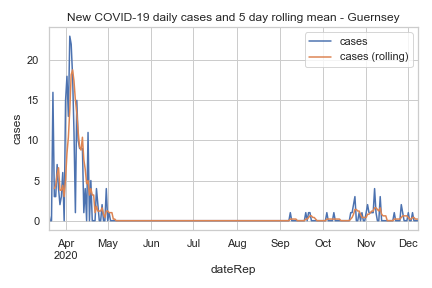 New COVID-19 daily cases and 5 day rolling mean - Guernsey
cases
cases (rolling)
20
15
10
5
0
cases
Apr May Jun Jul Aug Sep Oct Nov Dec
2020
dateRep